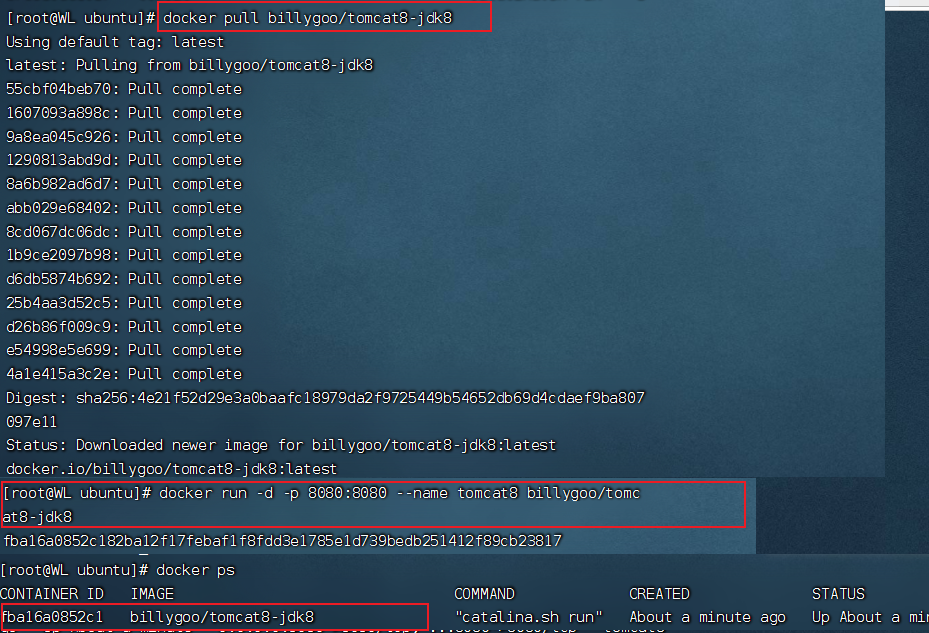 [root@WL ubuntu]# docker pull billygoo/tomcat8-jdk8
Using default tag: latest
latest: Pulling from billygoo/tomcat8-jdk8
55cbf04beb70: Pull complete
1607093a898c: Pull complete
9a8ea045c926: Pull complete
1290813abd9d: Pull complete
8a6b982ad6d7: Pull complete
abb029e68402: Pull complete
8cd067dc06dc: Pull complete
1b9ce2097b98: Pull complete
d6db5874b692: Pull complete
25b4aa3d52c5: Pull complete
d26b86f009c9: Pull complete
e54998e5e699: Pull complete
4a1e415a3c2e: Pull complete
Digest: sha256:4e21f52d29e3a0baafc18979da2f9725449b54652db69d4cdaef9ba807
097e11
Status: Downloaded newer image for billygoo/tomcat8-jdk8:latest
docker.io/billygoo/tomcat8-jdk8:latest
[root@WL ubuntu]# docker run -d -p 8080:8080 --name tomcat8 billygoo/tomc
at8-jdk8
fba16a0852c182ba12f17febaf1f8fdd3e1785e1d739bedb251412f89cb23817
[root@WL ubuntu]# docker ps
CONTAINER ID IMAGE COMMAND CREATED STATUS
fba16a0852c1 billygoo/tomcat8-jdk8 "catalina.sh run" About a minute ago Up About a min